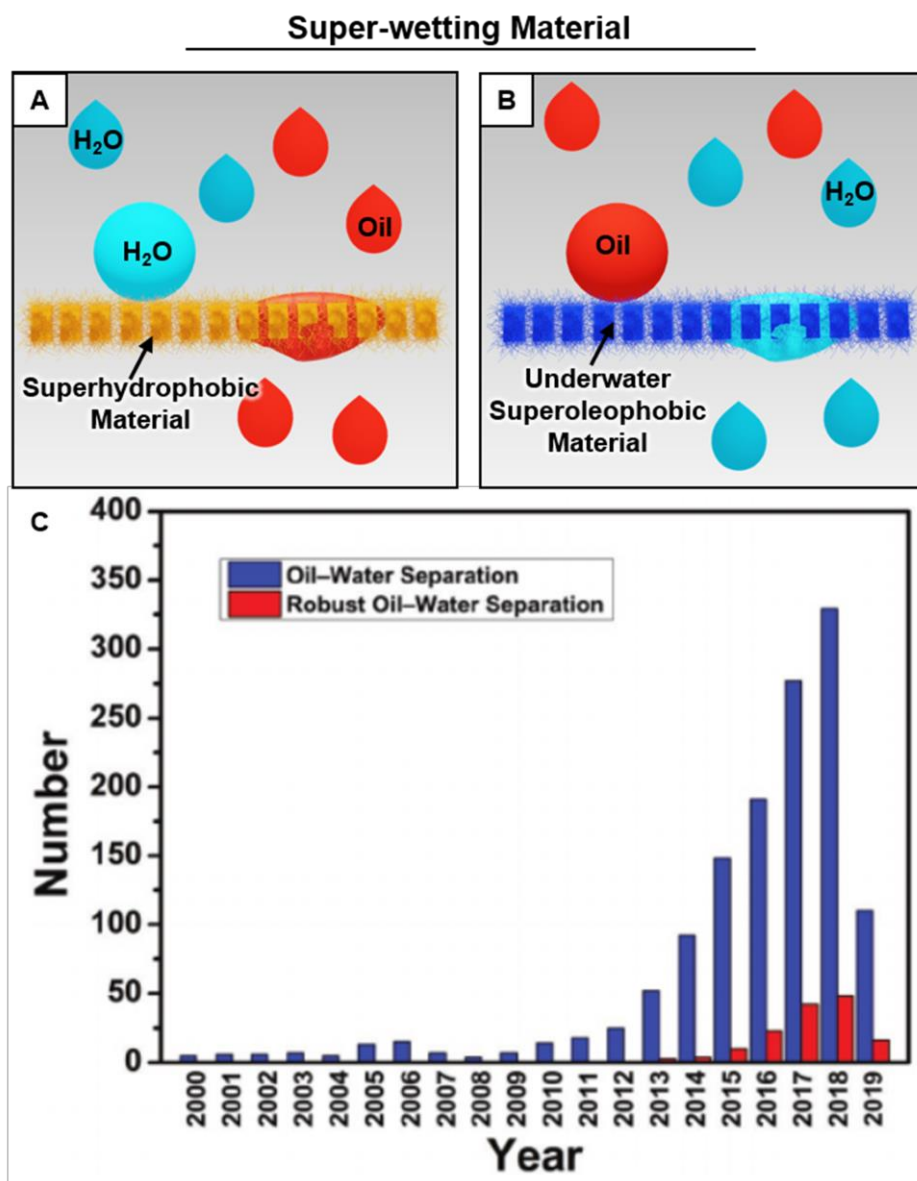 Super-wetting Material
A
H₂O
Oil
H₂O
Superhydrophobic
Material
B
H₂O
Oil
Underwater
Superoleophobic
Material
C
400
350
300
250
200
150
100
50
0
Number
Oil–Water Separation
Robust Oil–Water Separation
2000
2001
2002
2003
2004
2005
2006
2007
2008
2009
2010
2011
2012
2013
2014
2015
2016
2017
2018
2019
Year